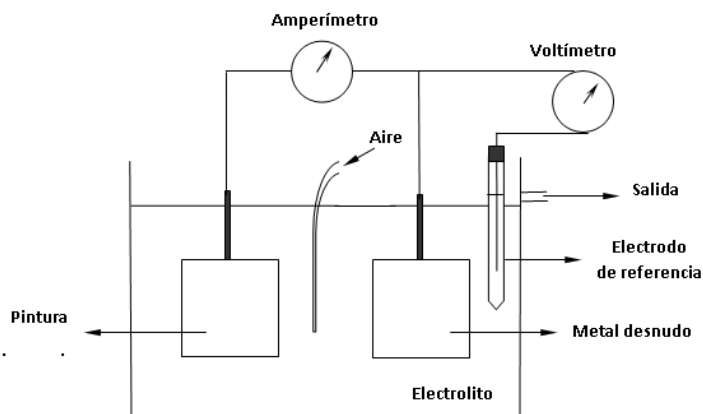 Amperímetro
Voltímetro
Aire
Salida
Electrodo
de referencia
Pintura
Metal desnudo
. .
Electrolito